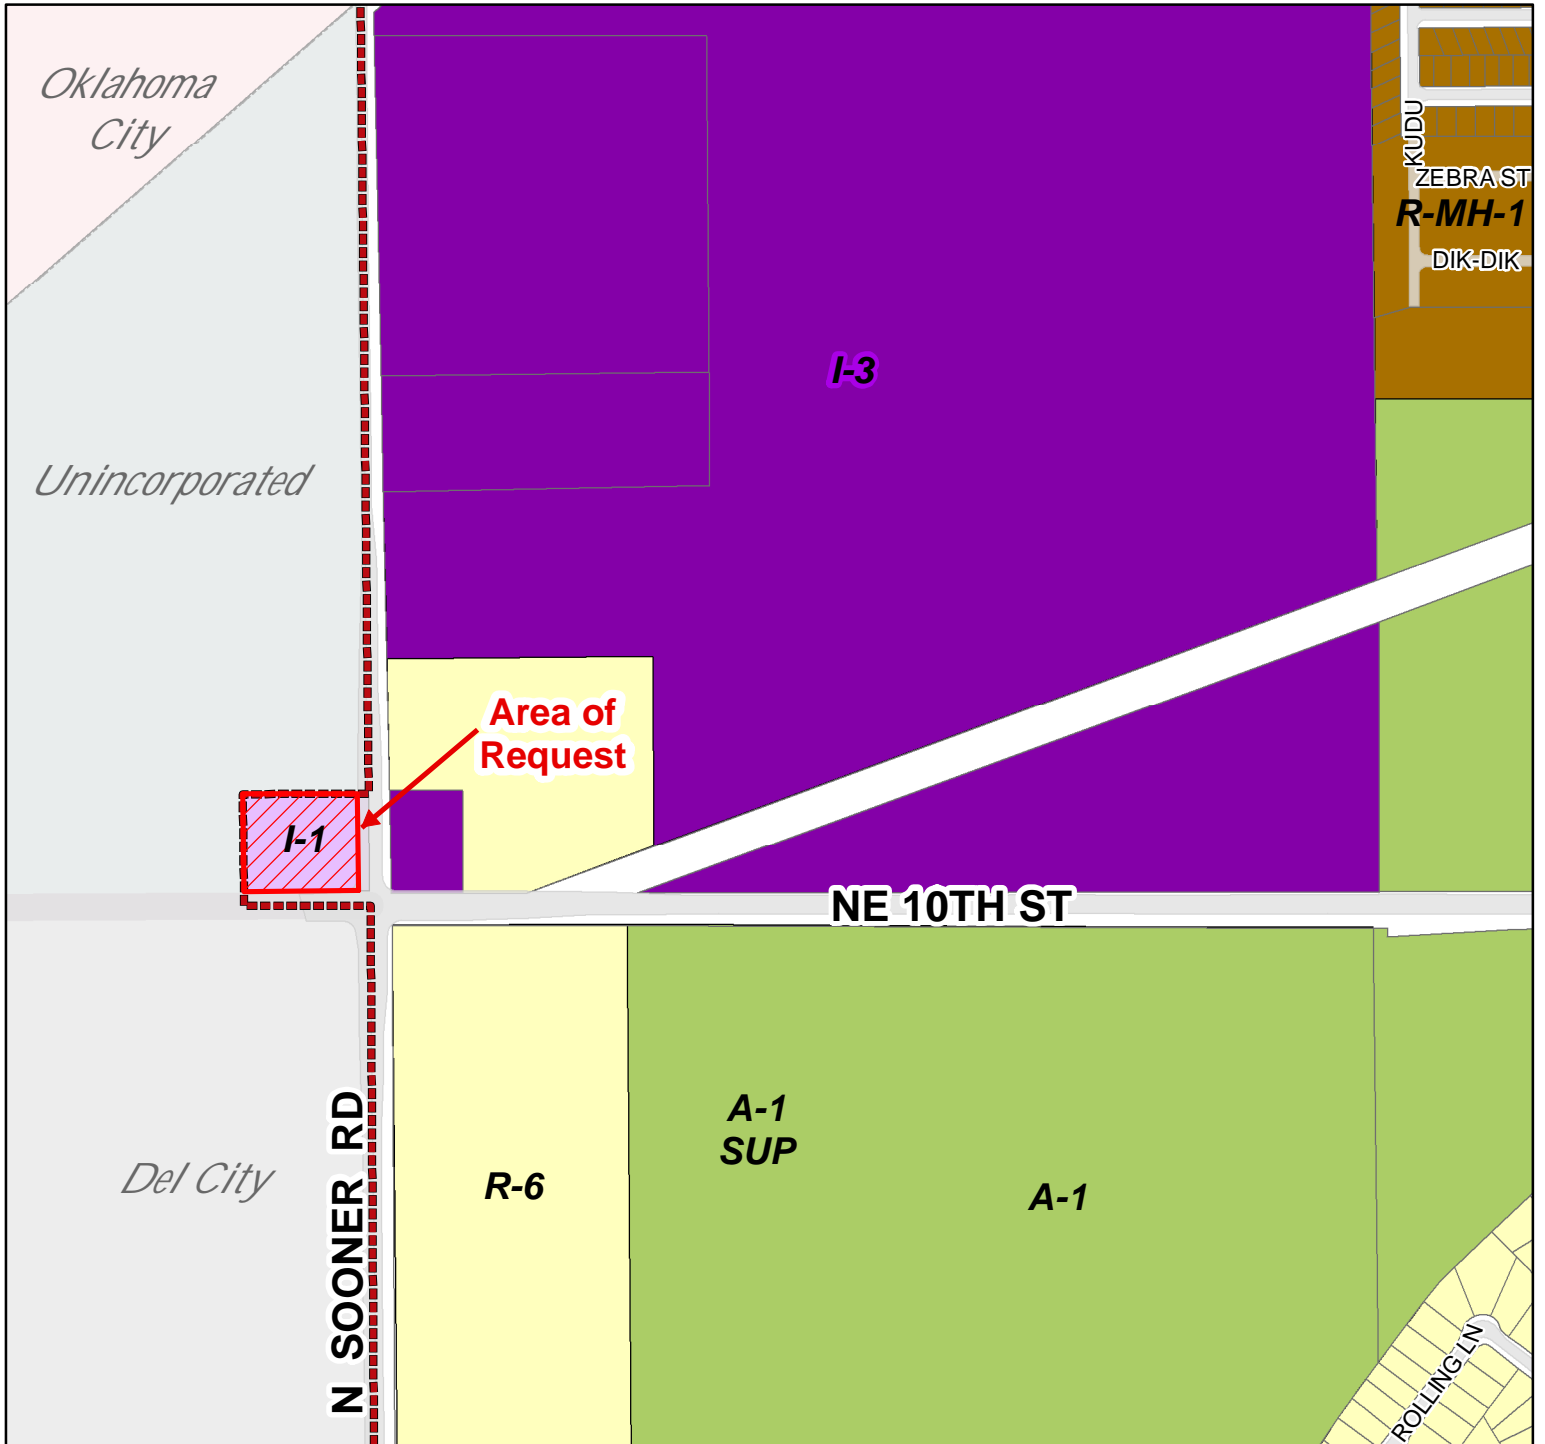 Oklahoma
City
KUDU
ZEBRA ST
R-MH-1
DIK-DIK
I-3
Unincorporated
Area of
Request
I-1
NE 10TH ST
N SOONER RD
A-1
SUP
Del City
R-6
A-1
ROLLING LN